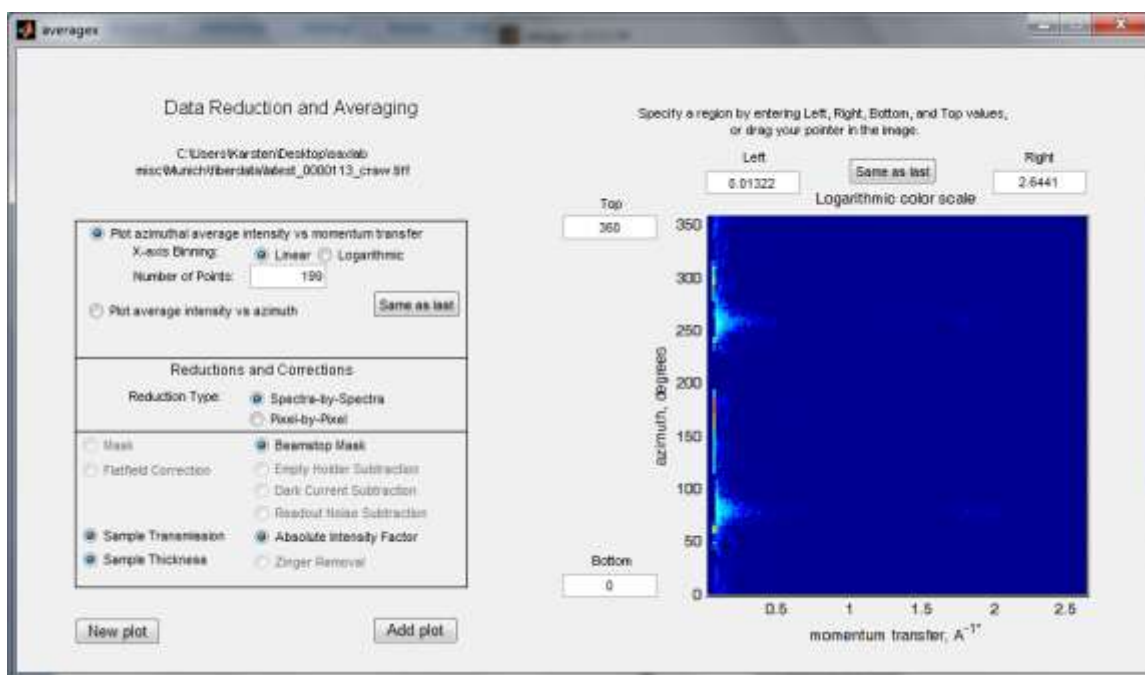 averagex
Data Reduction and Averaging
C:\Users\Karsten\Desktop\saxlab
misc\Munich\fiberdata\latest_0000113_craw.tiff
Plot azimuthal average intensity vs momentum transfer
X-axis Binning: Linear Logarithmic
Number of Points: 199
Plot average intensity vs azimuth Same as last
Reductions and Corrections
Reduction Type: Spectra-by-Spectra
Pixel-by-Pixel
Mask Beamstop Mask
Flatfield Correction Empty Holder Subtraction
Dark Current Subtraction
Readout Noise Subtraction
Sample Transmission Absolute Intensity Factor
Sample Thickness Zinger Removal
New plot Add plot
Specify a region by entering Left, Right, Bottom, and Top values,
or drag your pointer in the image.
Left Same as last Right
0.01322 2.6441
Logarithmic color scale
Top
360
Bottom
0
350
300
250
200
150
100
50
0
azimuth, degrees
0.5 1 1.5 2 2.5
momentum transfer, A^-1"